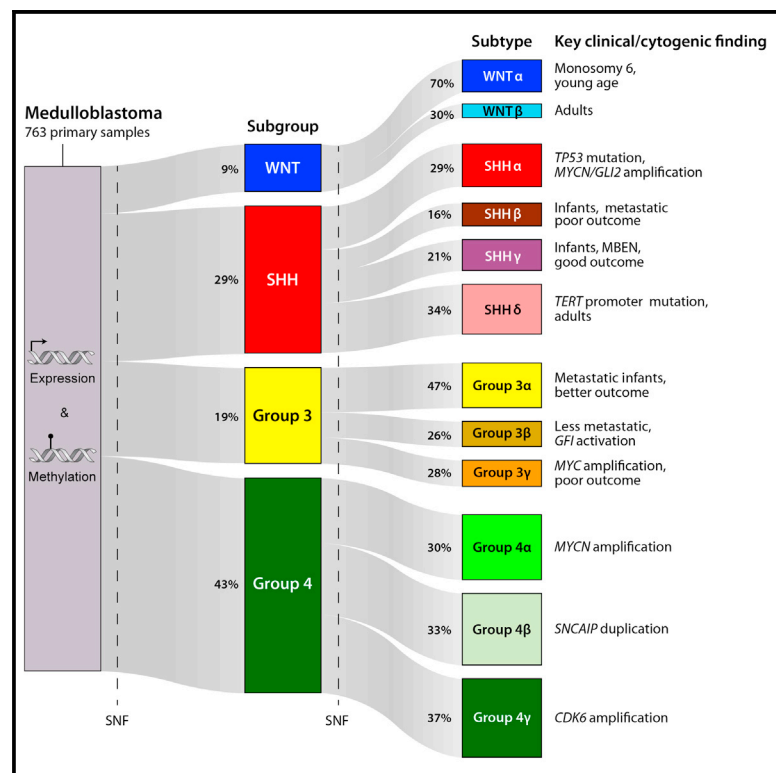 Subtype
Key clinical/cytogenic finding
Medulloblastoma
763 primary samples
Subgroup
Expression
&
Methylation
SNF
9%
WNT
29%
SHH
19%
Group 3
43%
Group 4
SNF
70%
WNT α
Monosomy 6,
young age
30%
WNT β
Adults
29%
SHH α
TP53 mutation,
MYCN/GLI2 amplification
16%
SHH β
Infants, metastatic
poor outcome
21%
SHH γ
Infants, MBEN,
good outcome
34%
SHH δ
TERT promoter mutation,
adults
47%
Group 3α
Metastatic infants,
better outcome
26%
Group 3β
Less metastatic,
GFI activation
28%
Group 3γ
MYC amplification,
poor outcome
30%
Group 4α
MYCN amplification
33%
Group 4β
SNCAIP duplication
37%
Group 4γ
CDK6 amplification